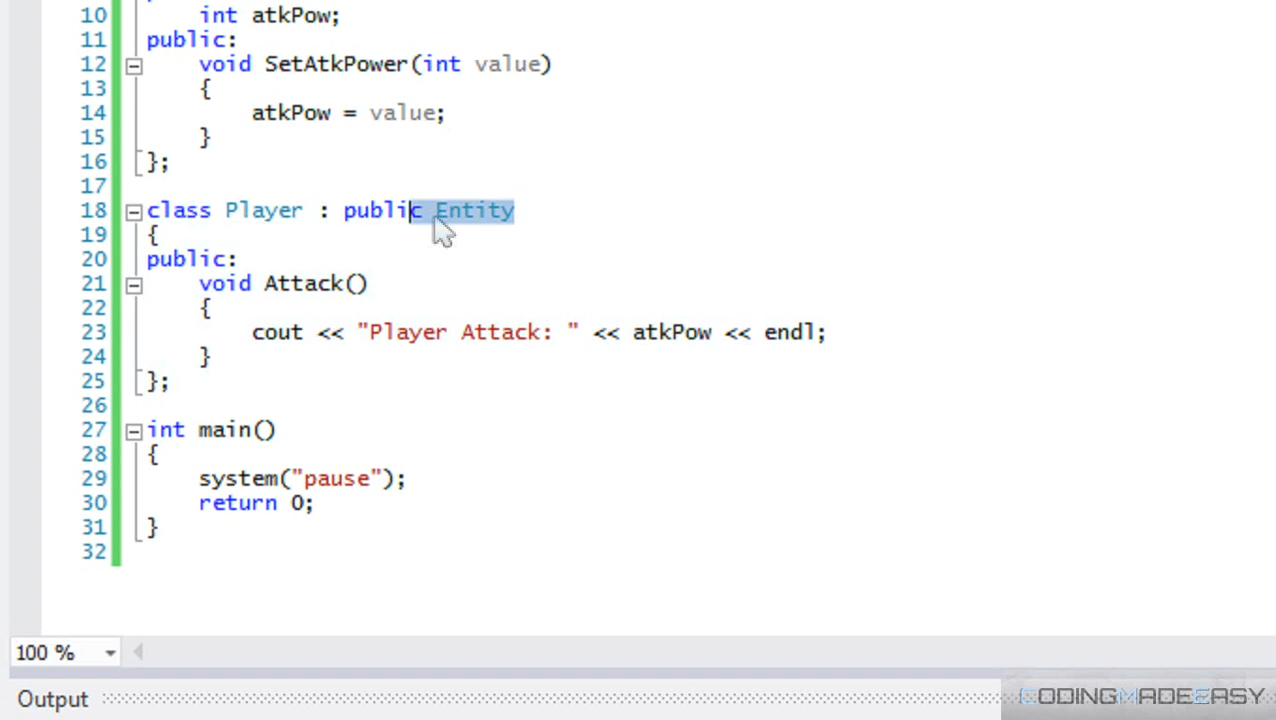 10 int atkPow;
11 public:
12 void SetAtkPower(int value)
13 {
14 atkPow = value;
15 }
16 };
17
18 class Player : public Entity
19 {
20 public:
21 void Attack()
22 {
23 cout << "Player Attack: " << atkPow << endl;
24 }
25 };
26
27 int main()
28 {
29 system("pause");
30 return 0;
31 }
32
100 %
Output
CODINGMADEEASY